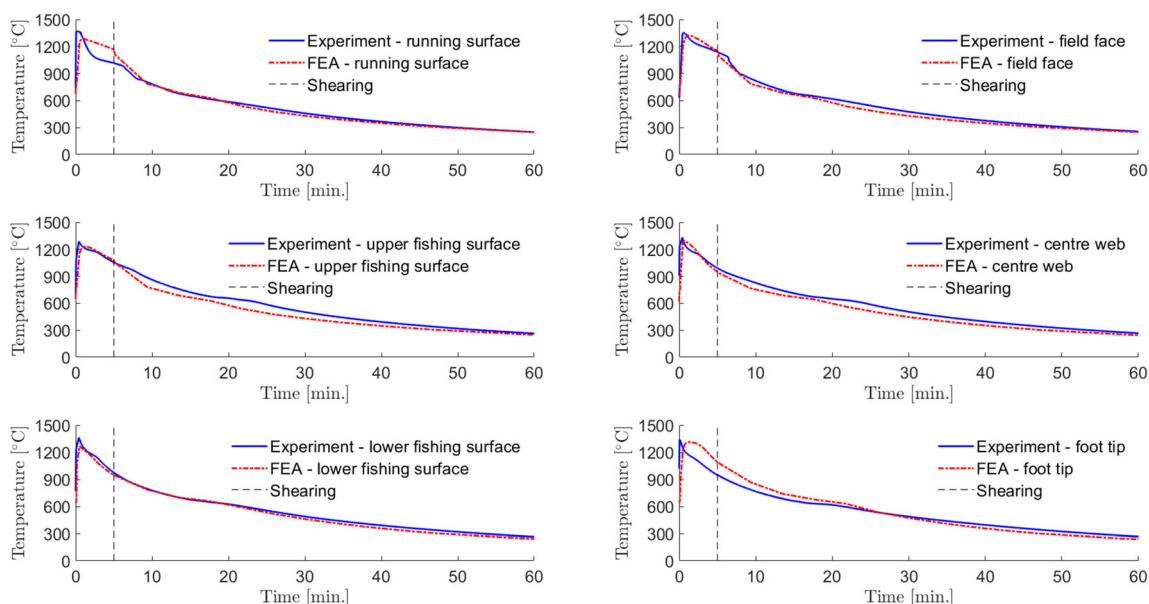 1500
1200
900
600
300
0
Temperature [°C]
Experiment - running surface
FEA - running surface
Shearing
0 10 20 30 40 50 60
Time [min.]
1500
1200
900
600
300
0
Temperature [°C]
Experiment - field face
FEA - field face
Shearing
0 10 20 30 40 50 60
Time [min.]
1500
1200
900
600
300
0
Temperature [°C]
Experiment - upper fishing surface
FEA - upper fishing surface
Shearing
0 10 20 30 40 50 60
Time [min.]
1500
1200
900
600
300
0
Temperature [°C]
Experiment - centre web
FEA - centre web
Shearing
0 10 20 30 40 50 60
Time [min.]
1500
1200
900
600
300
0
Temperature [°C]
Experiment - lower fishing surface
FEA - lower fishing surface
Shearing
0 10 20 30 40 50 60
Time [min.]
1500
1200
900
600
300
0
Temperature [°C]
Experiment - foot tip
FEA - foot tip
Shearing
0 10 20 30 40 50 60
Time [min.]